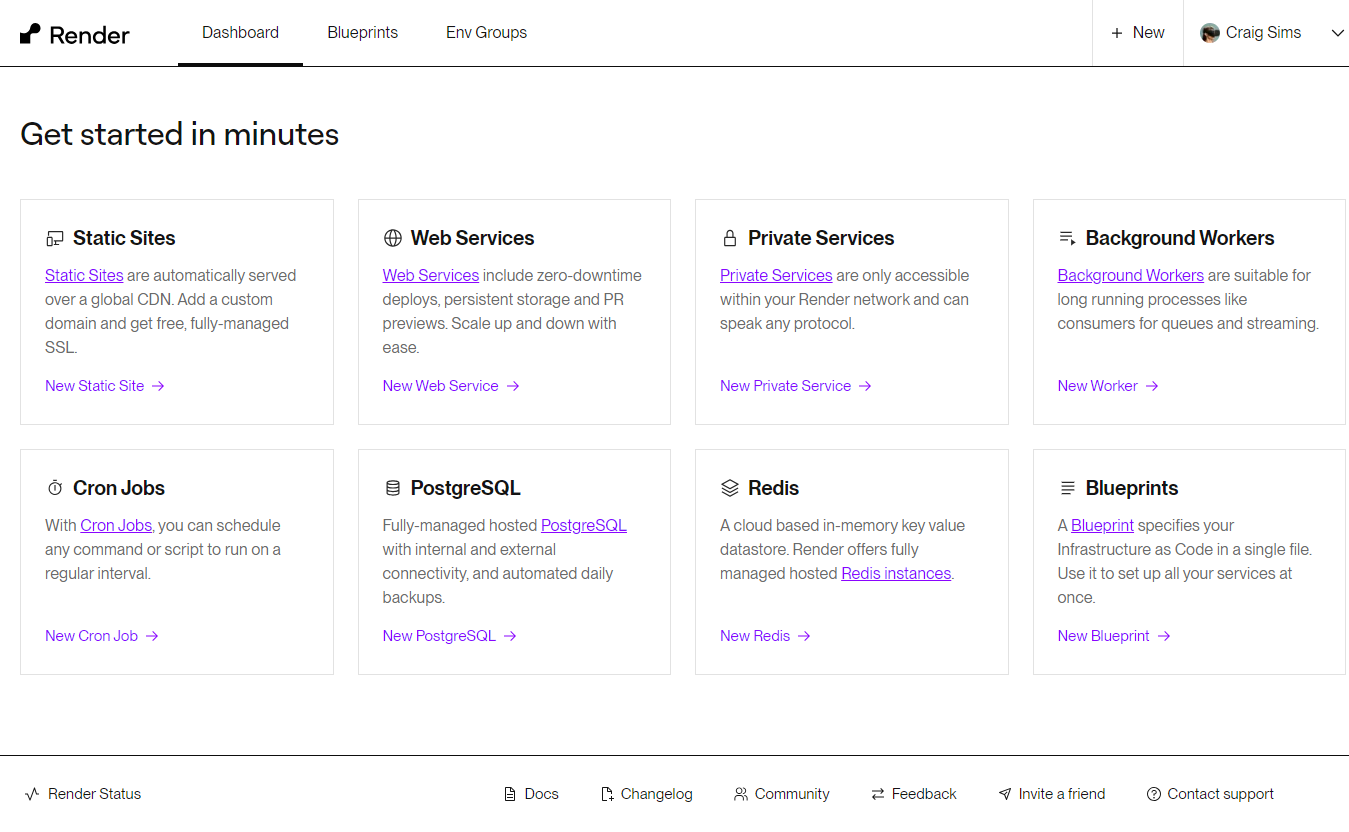 Render
Dashboard
Blueprints
Env Groups
+ New
Craig Sims
Get started in minutes
Static Sites
Static Sites are automatically served
over a global CDN. Add a custom
domain and get free, fully-managed
SSL.
New Static Site →
Web Services
Web Services include zero-downtime
deploys, persistent storage and PR
previews. Scale up and down with
ease.
New Web Service →
Private Services
Private Services are only accessible
within your Render network and can
speak any protocol.
New Private Service →
Background Workers
Background Workers are suitable for
long running processes like
consumers for queues and streaming.
New Worker →
Cron Jobs
With Cron Jobs, you can schedule
any command or script to run on a
regular interval.
New Cron Job →
PostgreSQL
Fully-managed hosted PostgreSQL
with internal and external
connectivity, and automated daily
backups.
New PostgreSQL →
Redis
A cloud based in-memory key value
datastore. Render offers fully
managed hosted Redis instances.
New Redis →
Blueprints
A Blueprint specifies your
Infrastructure as Code in a single file.
Use it to set up all your services at
once.
New Blueprint →
Render Status
Docs
Changelog
Community
Feedback
Invite a friend
Contact support